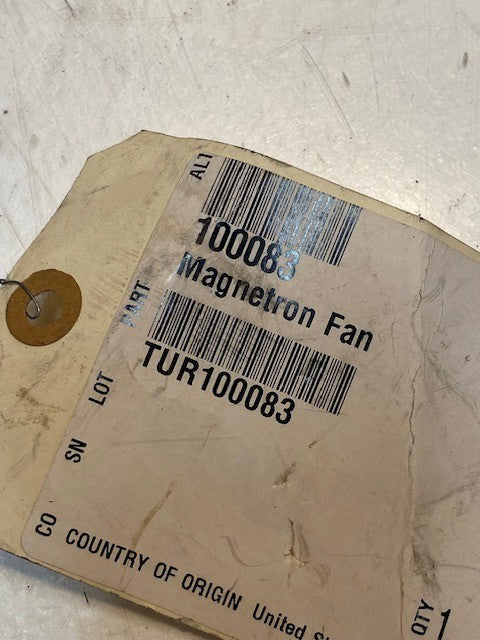 ALT
100083
Magnetron Fan
PART
TUR100083
LOT
SN
CO COUNTRY OF ORIGIN United
QTY 1